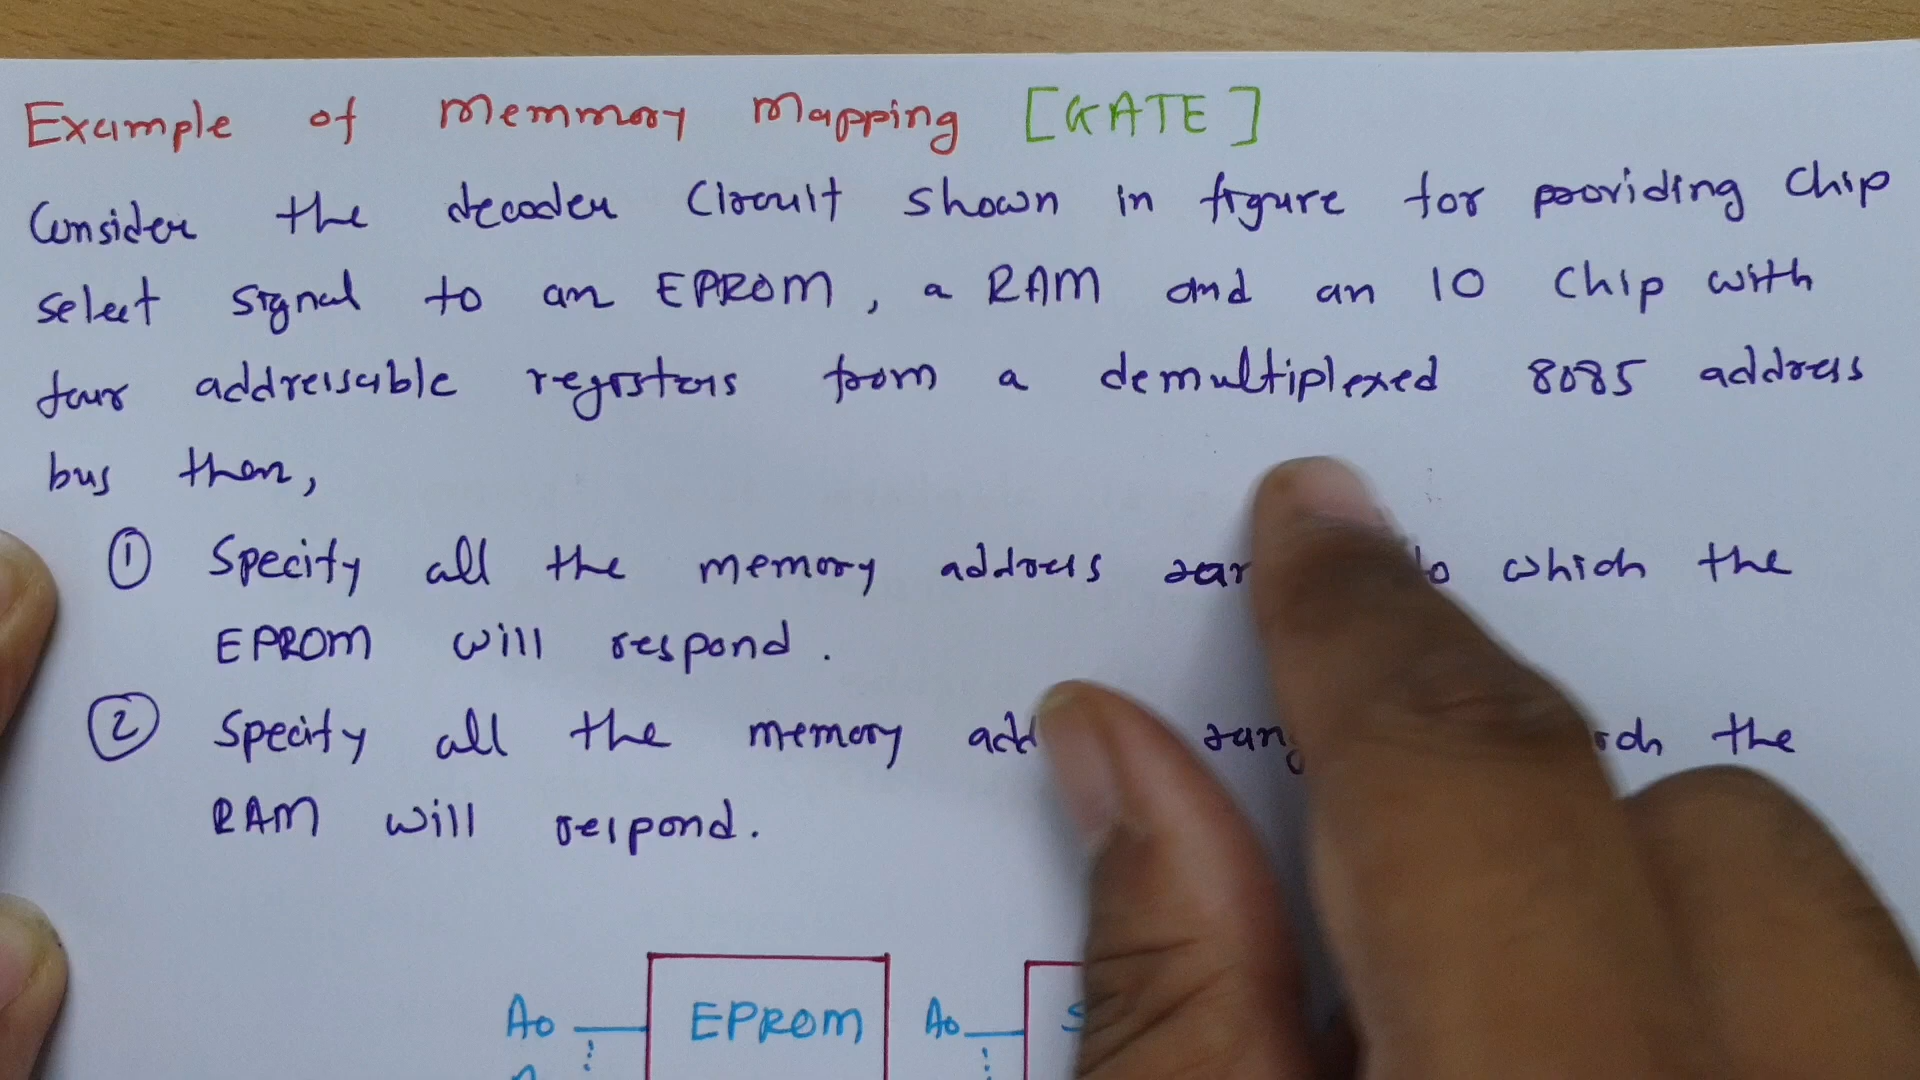 Example of Memmory Mapping [GATE]
Consider the decoder Circuit shown in figure for providing Chip
select signal to an EPROM, a RAM and an IO Chip with
four addressable registers from a demultiplexed 8085 address
bus then,
① Specify all the memory address to which the
EPROM will respond.
② Specify all the memory the
RAM will respond.
A0 EPROM A0 S